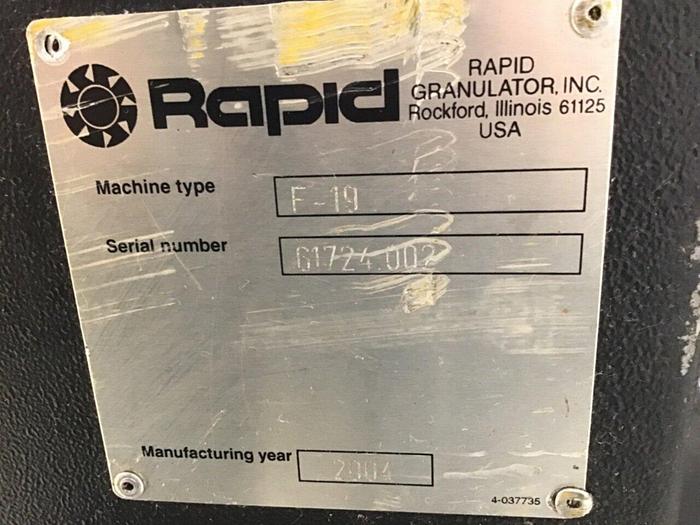 Rapid
RAPID
GRANULATOR, INC.
Rockford, Illinois 61125
USA
Machine type F-19
Serial number G1724.002
Manufacturing year 2004
4-037735